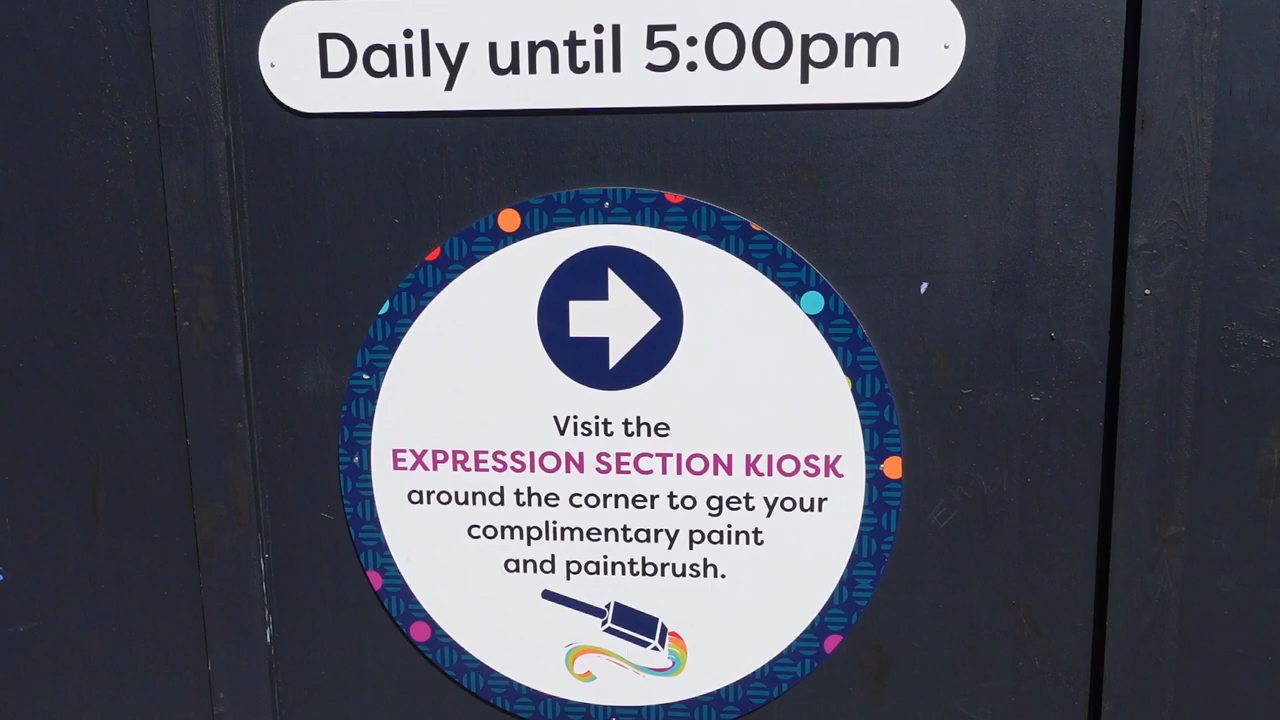 Daily until 5:00pm
Visit the
EXPRESSION SECTION KIOSK
around the corner to get your
complimentary paint
and paintbrush.